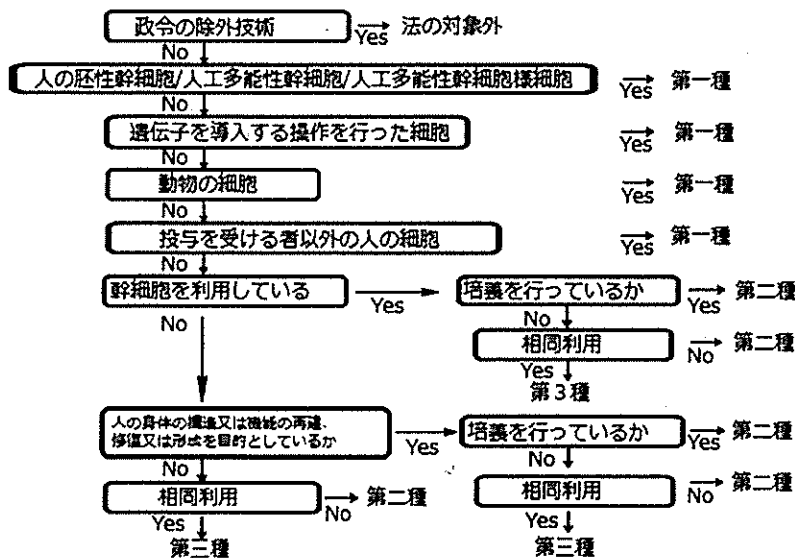 政令の除外技術 Yes 法の対象外
No
人の胚性幹細胞/人工多能性幹細胞/人工多能性幹細胞様細胞 Yes 第一種
No
遺伝子を導入する操作を行った細胞 Yes 第一種
No
動物の細胞 Yes 第一種
No
投与を受ける者以外の人の細胞 Yes 第一種
No
幹細胞を利用している Yes 培養を行っているか Yes 第二種
No No
相同利用 No 第二種
Yes
第3種
人の身体の構造又は機能の再建、
修復又は形成を目的としているか Yes 培養を行っているか Yes 第二種
No No
相同利用 No 第二種 相同利用 No 第二種
Yes Yes
第三種 第三種